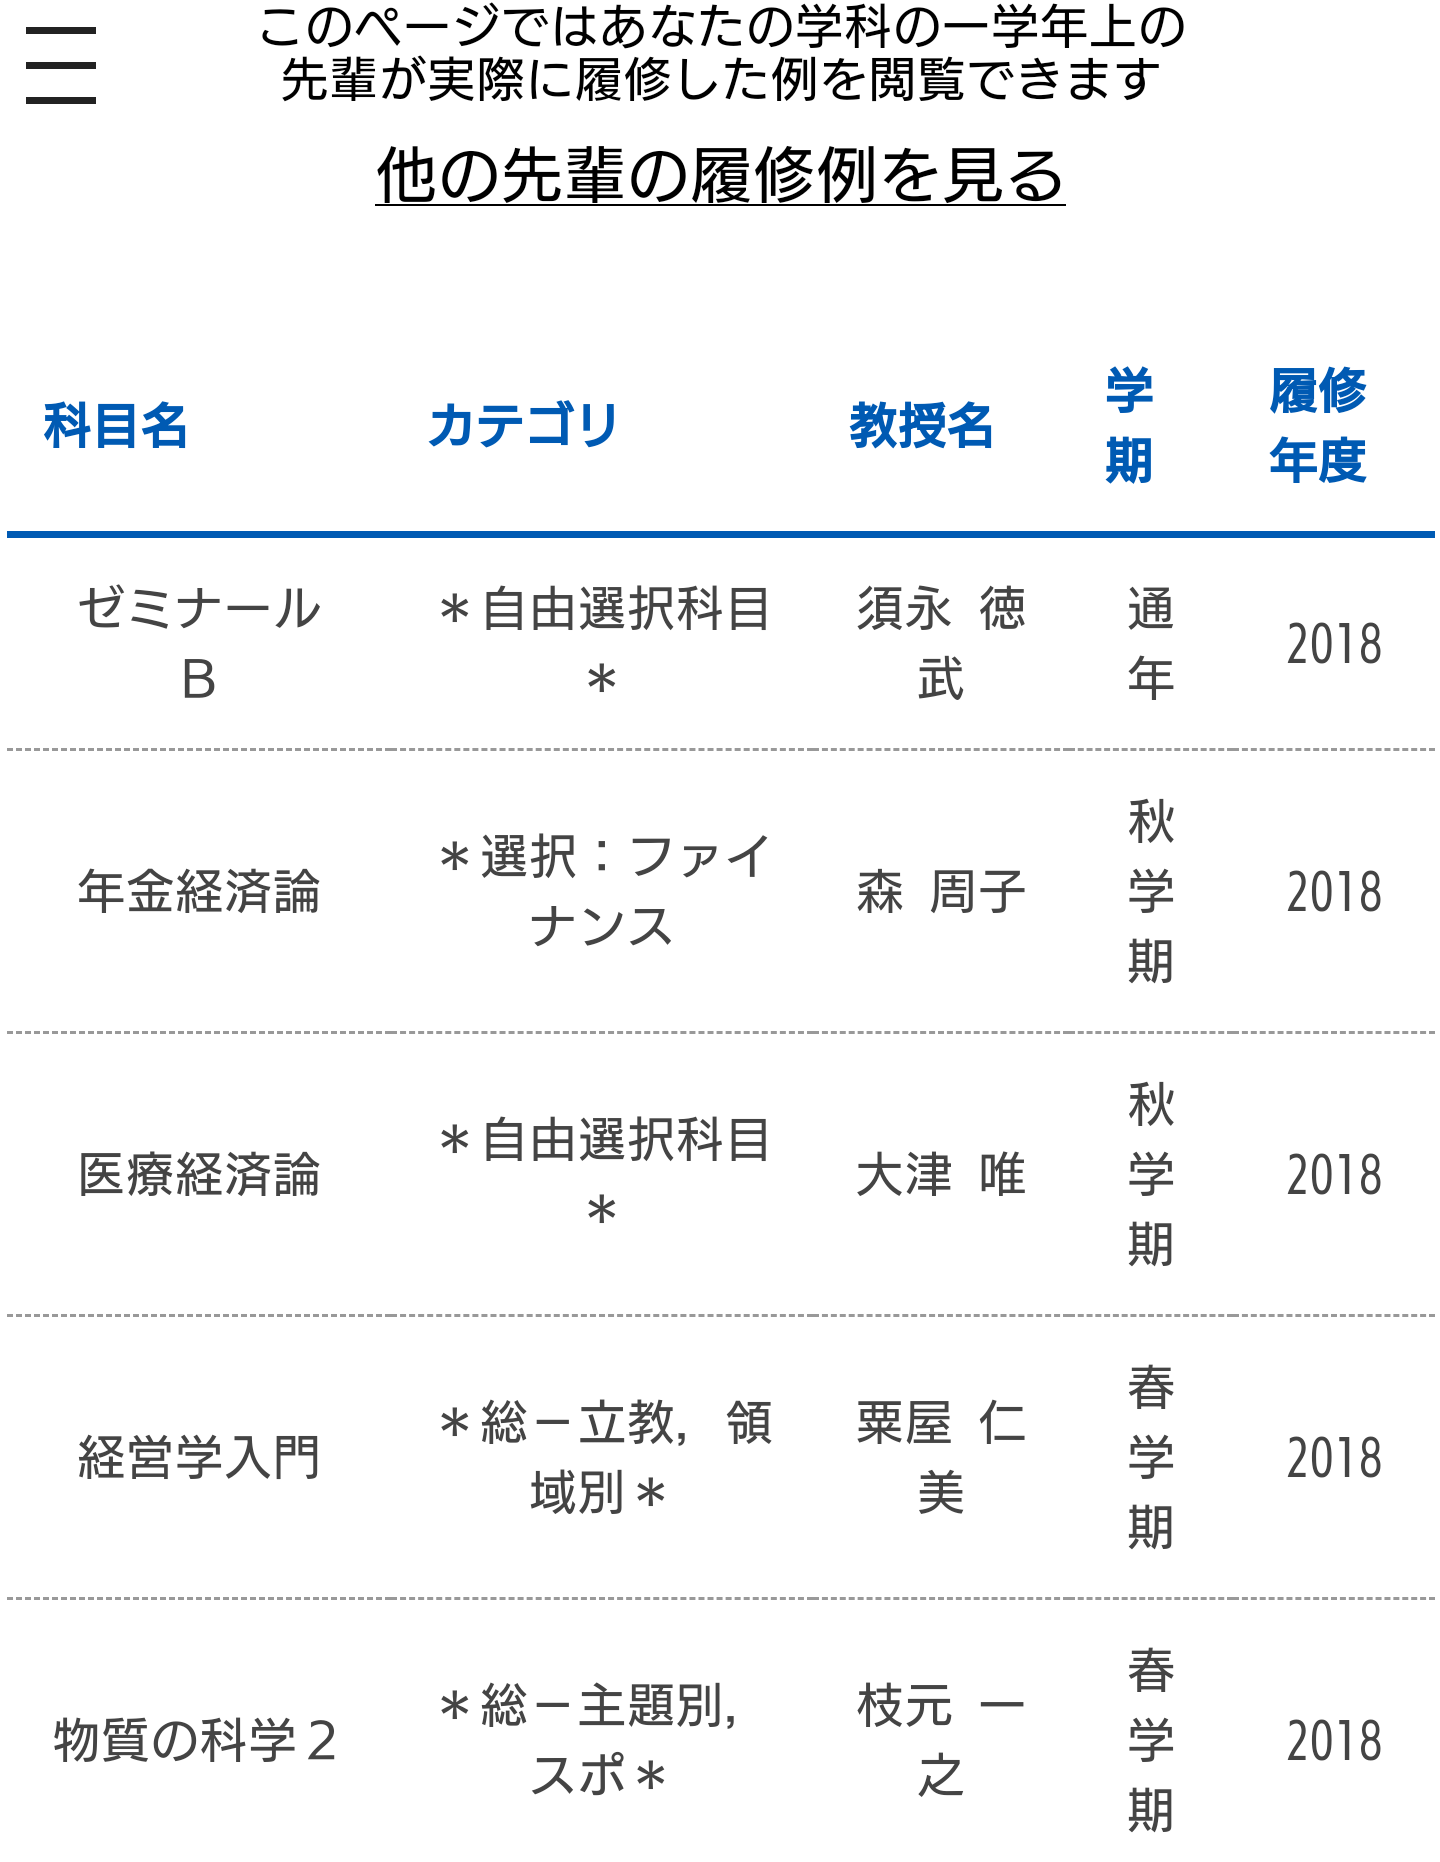 このページではあなたの学科の一学年上の
先輩が実際に履修した例を閲覧できます
他の先輩の履修例を見る
科目名 カテゴリ 教授名 学期 履修年度
ゼミナールB ＊自由選択科目＊ 須永 徳武 通年 2018
年金経済論 ＊選択：ファイナンス 森 周子 秋学期 2018
医療経済論 ＊自由選択科目＊ 大津 唯 秋学期 2018
経営学入門 ＊総－立教，領域別＊ 粟屋 仁美 春学期 2018
物質の科学２ ＊総－主題別，スポ＊ 枝元 一之 春学期 2018